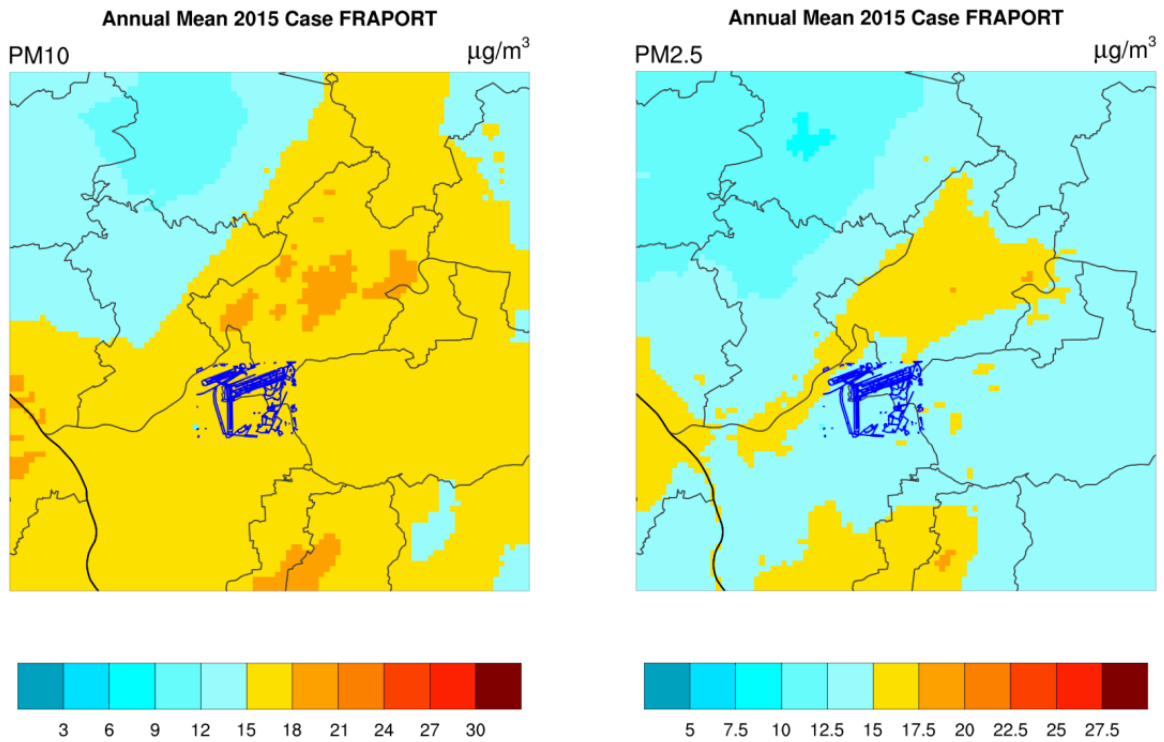 Annual Mean 2015 Case FRAPORT
PM10 μg/m³
3 6 9 12 15 18 21 24 27 30
Annual Mean 2015 Case FRAPORT
PM2.5 μg/m³
5 7.5 10 12.5 15 17.5 20 22.5 25 27.5